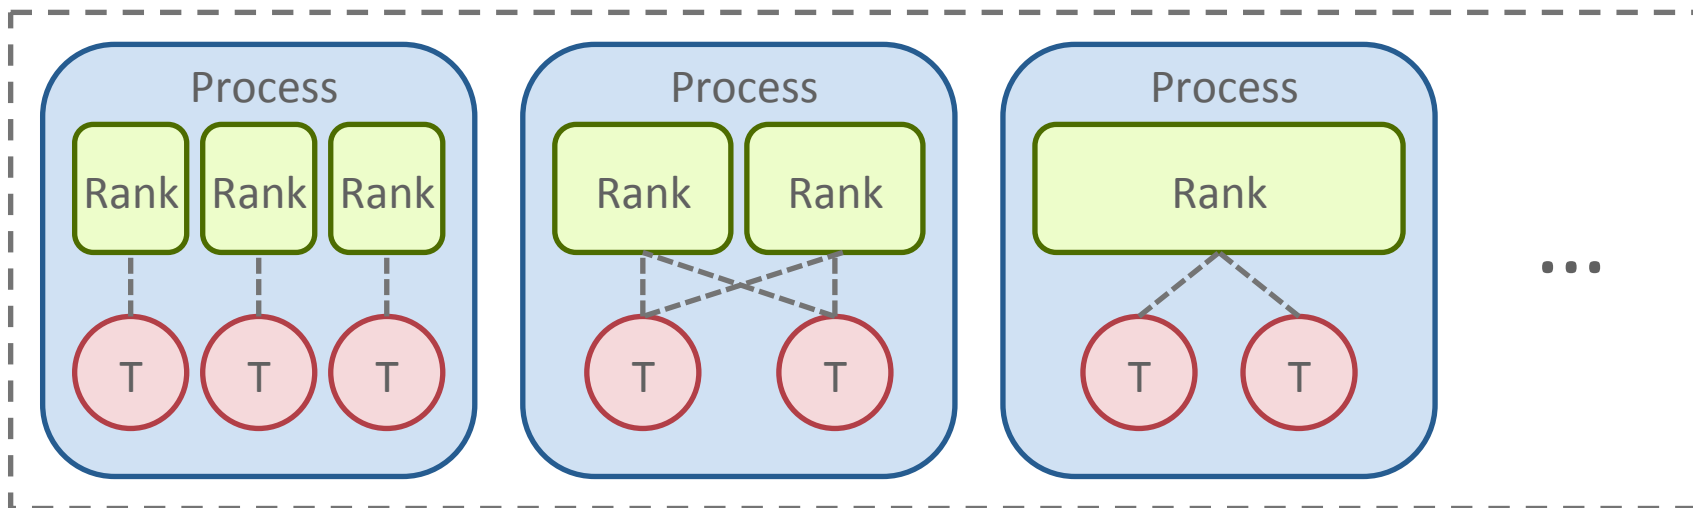 Process Process Process
Rank Rank Rank Rank Rank Rank
...
T T T T T T T